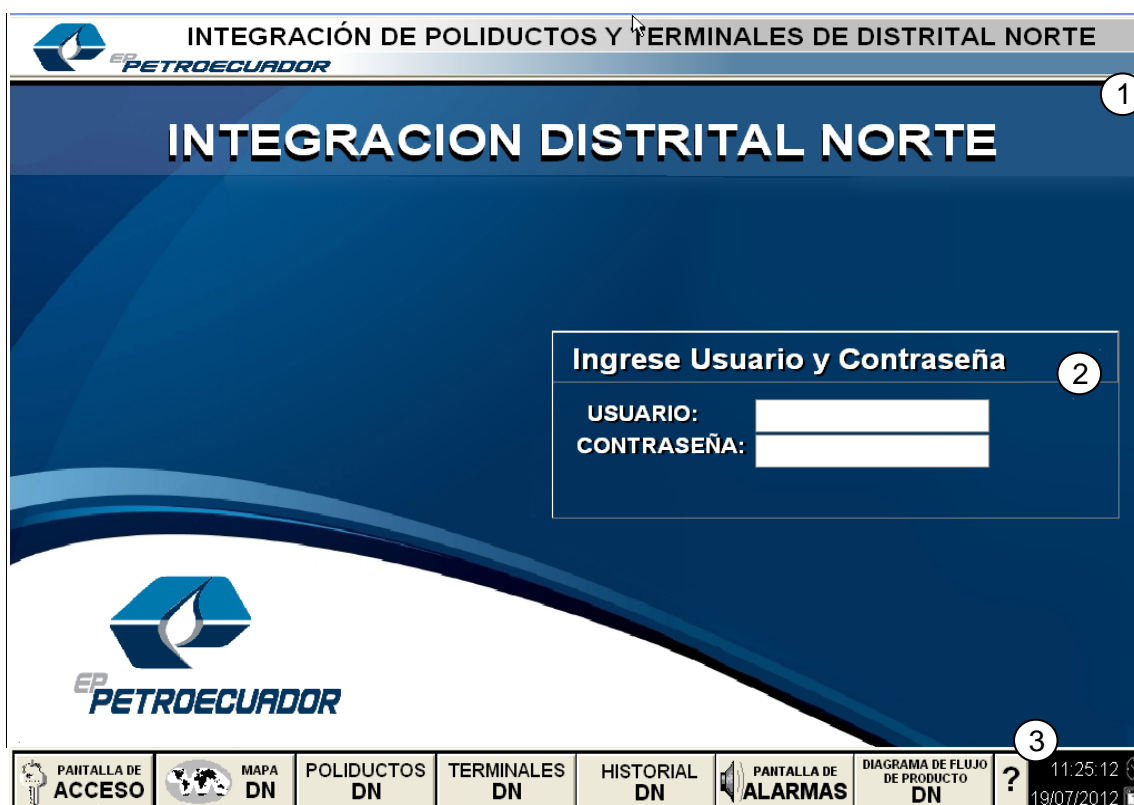 INTEGRACIÓN DE POLIDUCTOS Y TERMINALES DE DISTRITAL NORTE
EP PETROECUADOR
1
INTEGRACION DISTRITAL NORTE
Ingrese Usuario y Contraseña
2
USUARIO:
CONTRASEÑA:
EP PETROECUADOR
3
PANTALLA DE
ACCESO
MAPA
DN
POLIDUCTOS
DN
TERMINALES
DN
HISTORIAL
DN
PANTALLA DE
ALARMAS
DIAGRAMA DE FLUJO
DE PRODUCTO
DN
?
11:25:12
19/07/2012